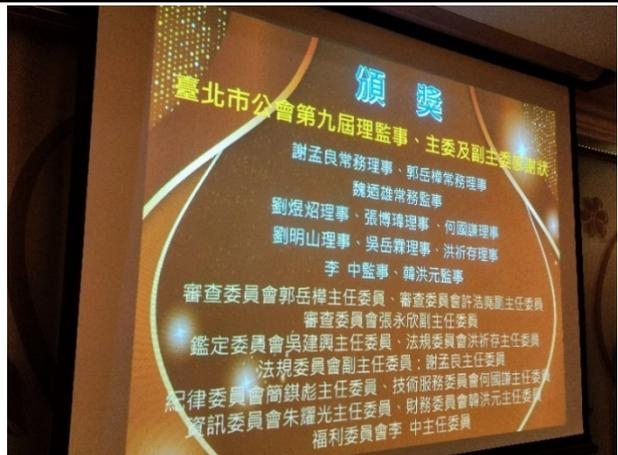 頒獎
臺北市公會第九屆理監事、主委及副主委感謝狀
謝孟良常務理事、郭岳樺常務理事
魏迺雄常務監事
劉煜炤理事、張博瑋理事、何國謙理事
劉明山理事、吳岳霖理事、洪祈存理事
李 中監事、韓洪元監事
審查委員會郭岳樺主任委員、審查委員會許浩堯副主任委員
審查委員會張永欣副主任委員
鑑定委員會吳建興主任委員、法規委員會洪祈存主任委員
法規委員會副主任委員：謝孟良主任委員
紀律委員會簡錤彪主任委員、技術服務委員會何國謙主任委員
資訊委員會朱耀光主任委員、財務委員會韓洪元主任委員
福利委員會李 中主任委員